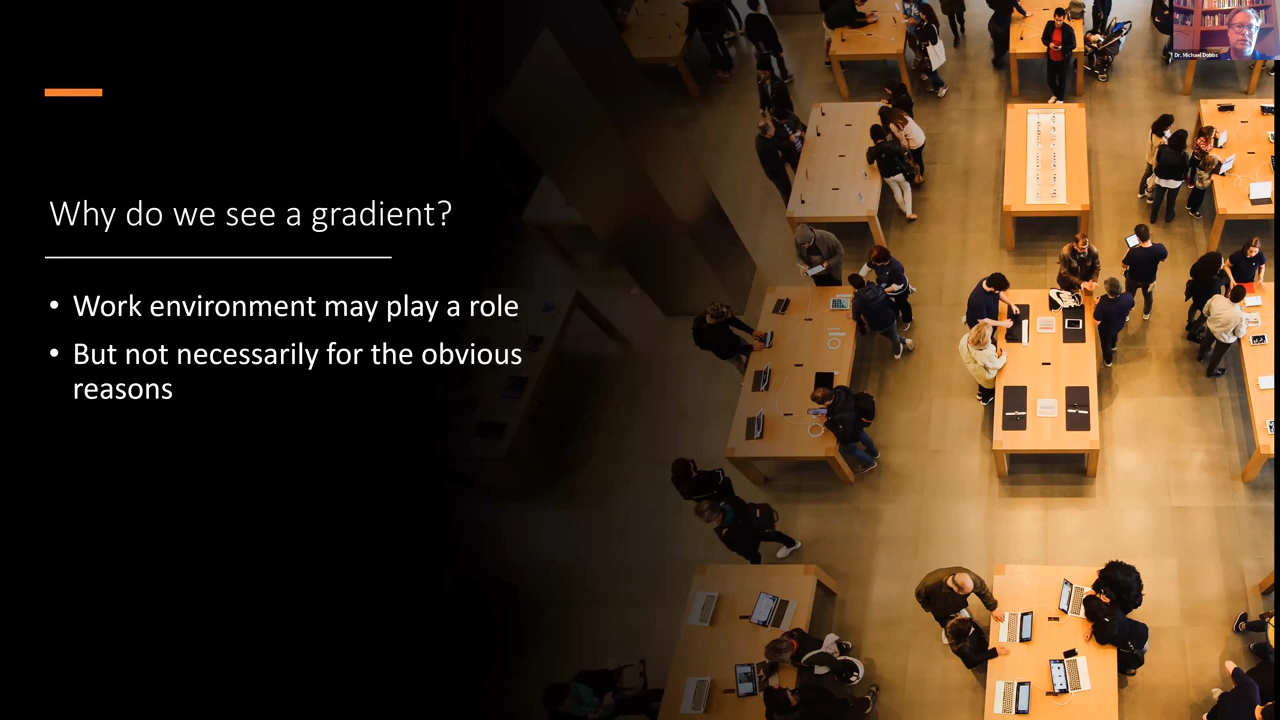 Dr. Michael Dobbs
Why do we see a gradient?
• Work environment may play a role
• But not necessarily for the obvious
reasons